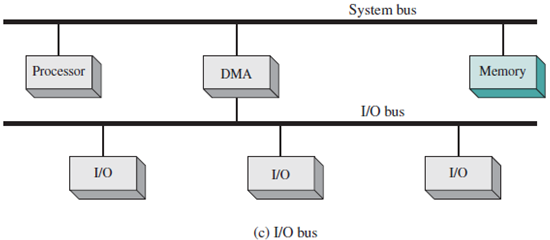 System bus
Processor
DMA
Memory
I/O bus
I/O
I/O
I/O
(c) I/O bus